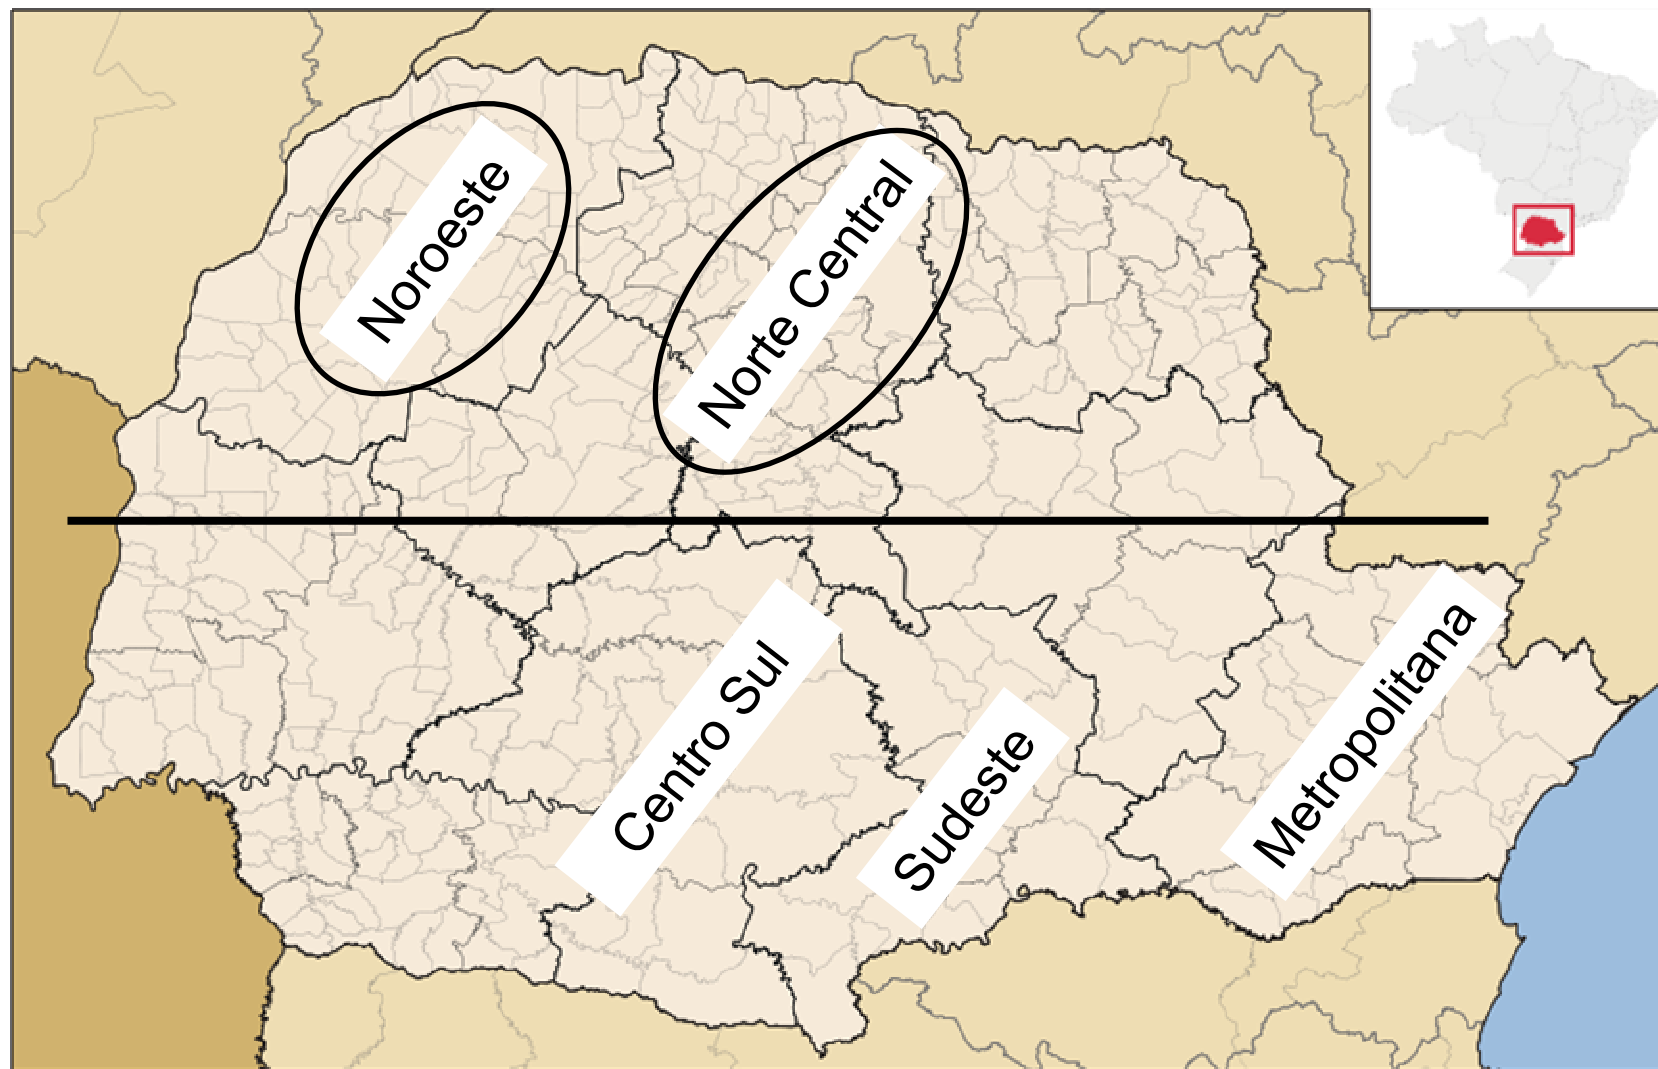 Noroeste
Norte Central
Centro Sul
Sudeste
Metropolitana